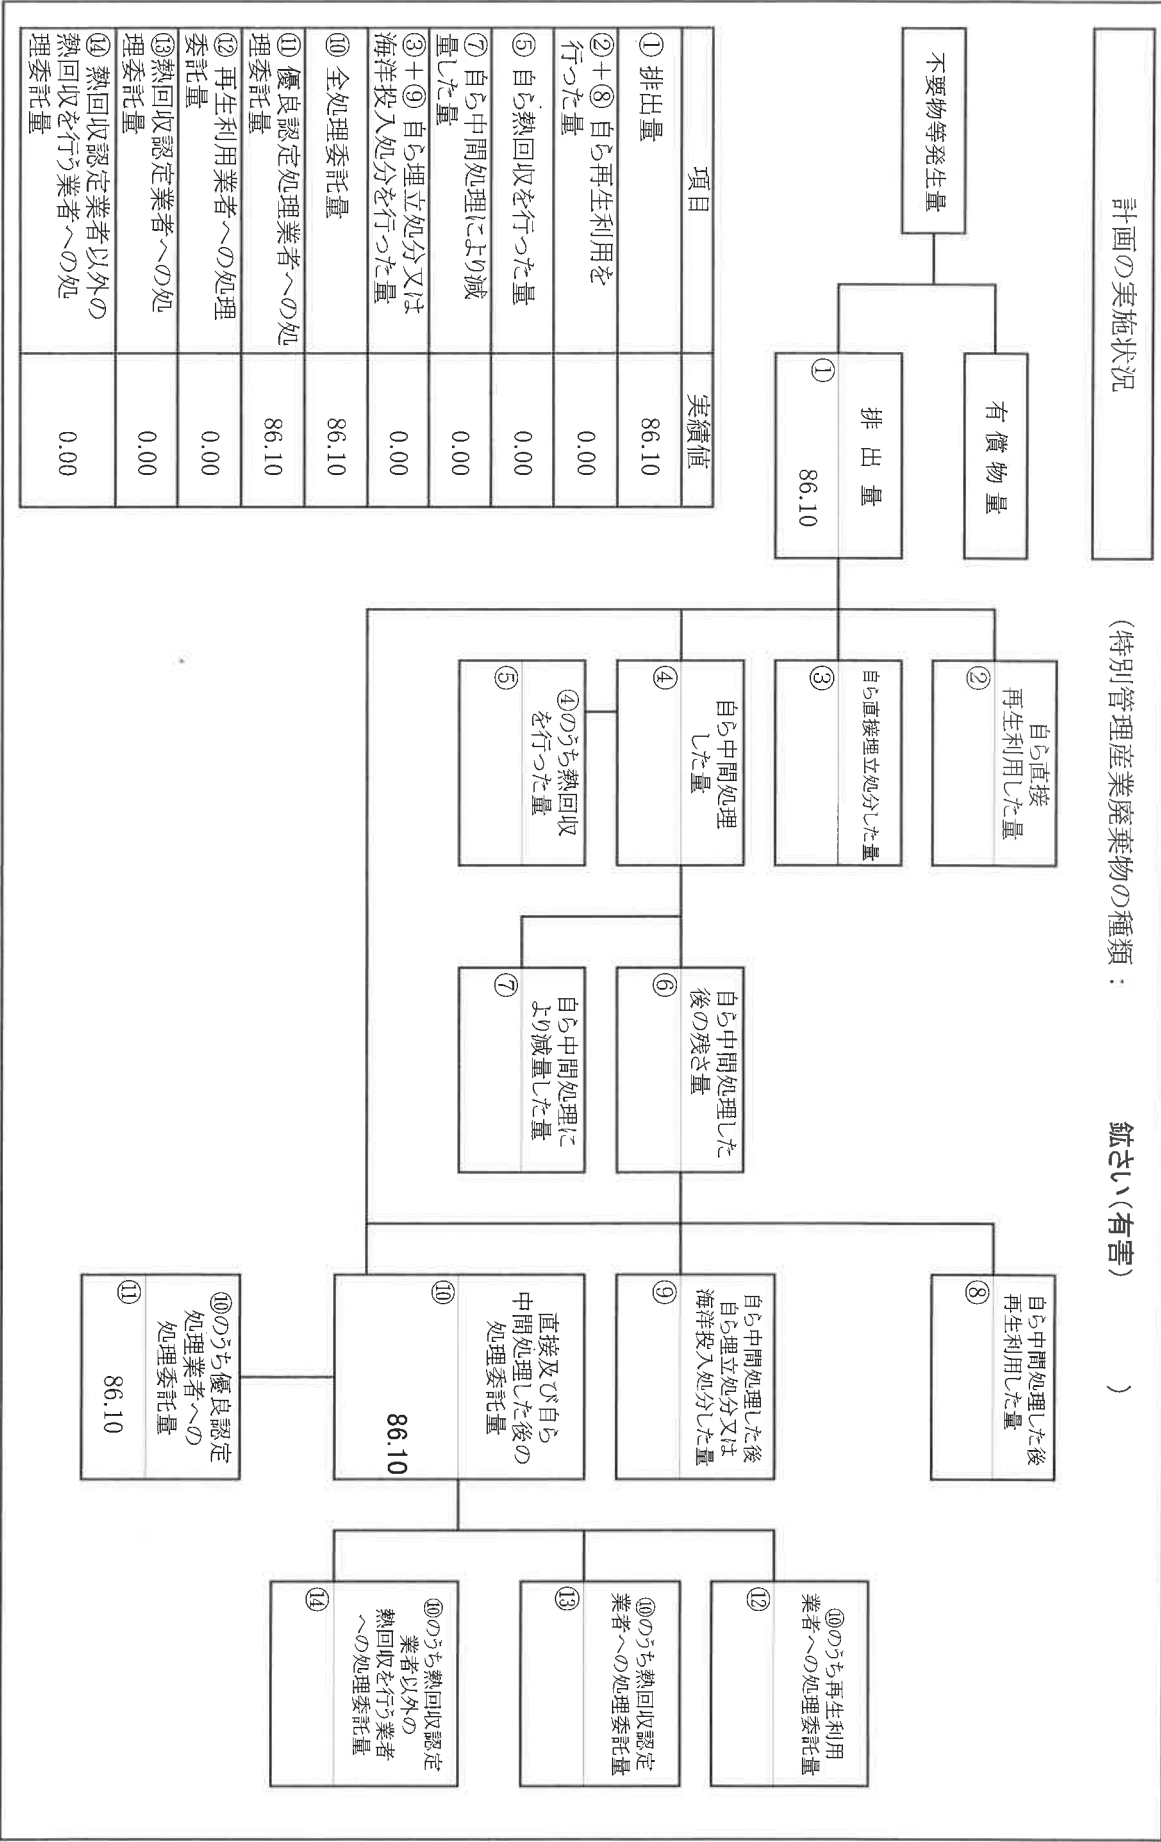 計画の実施状況
(特別管理産業廃棄物の種類:
鉱さい(有害)
)
不要物等発生量
有償物量
排出量
①
86.10
自ら直接
再生利用した量
②
自ら直接埋立処分した量
③
自ら中間処理
した量
④
④のうち熱回収
を行った量
⑤
自ら中間処理した
後の残さ量
⑥
自ら中間処理に
より減量した量
⑦
自ら中間処理した後
再生利用した量
⑧
自ら中間処理した後
自ら埋立処分又は
海洋投入処分した量
⑨
直接及び自ら
中間処理した後の
処理委託量
⑩
86.10
⑩のうち優良認定
処理業者への
処理委託量
⑪
86.10
⑩のうち再生利用
業者への処理委託量
⑫
⑩のうち熱回収認定
業者への処理委託量
⑬
⑩のうち熱回収認定
業者以外の
熱回収を行う業者
への処理委託量
⑭
項目
実績値
①排出量
86.10
②+⑧ 自ら再生利用を
行った量
0.00
⑤ 自ら熱回収を行った量
0.00
⑦ 自ら中間処理により減
量した量
0.00
③+⑨ 自ら埋立処分又は
海洋投入処分を行った量
0.00
⑩ 全処理委託量
86.10
⑪ 優良認定処理業者への処
理委託量
86.10
⑫ 再生利用業者への処理
委託量
0.00
⑬熱回収認定業者への処
理委託量
0.00
⑭ 熱回収認定業者以外の
熱回収を行う業者への処
理委託量
0.00